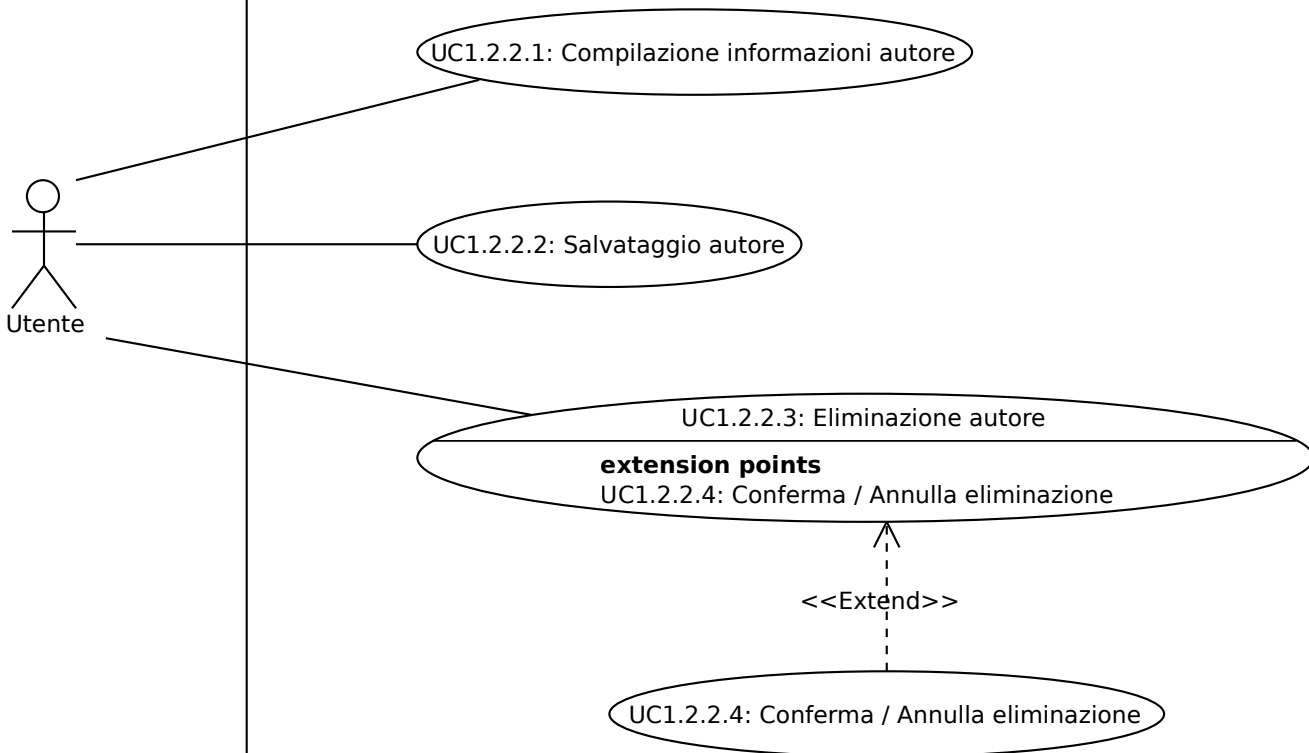 UC1.2.2.1: Compilazione informazioni autore
UC1.2.2.2: Salvataggio autore
Utente
UC1.2.2.3: Eliminazione autore
extension points
UC1.2.2.4: Conferma / Annulla eliminazione
<<Extend>>
UC1.2.2.4: Conferma / Annulla eliminazione